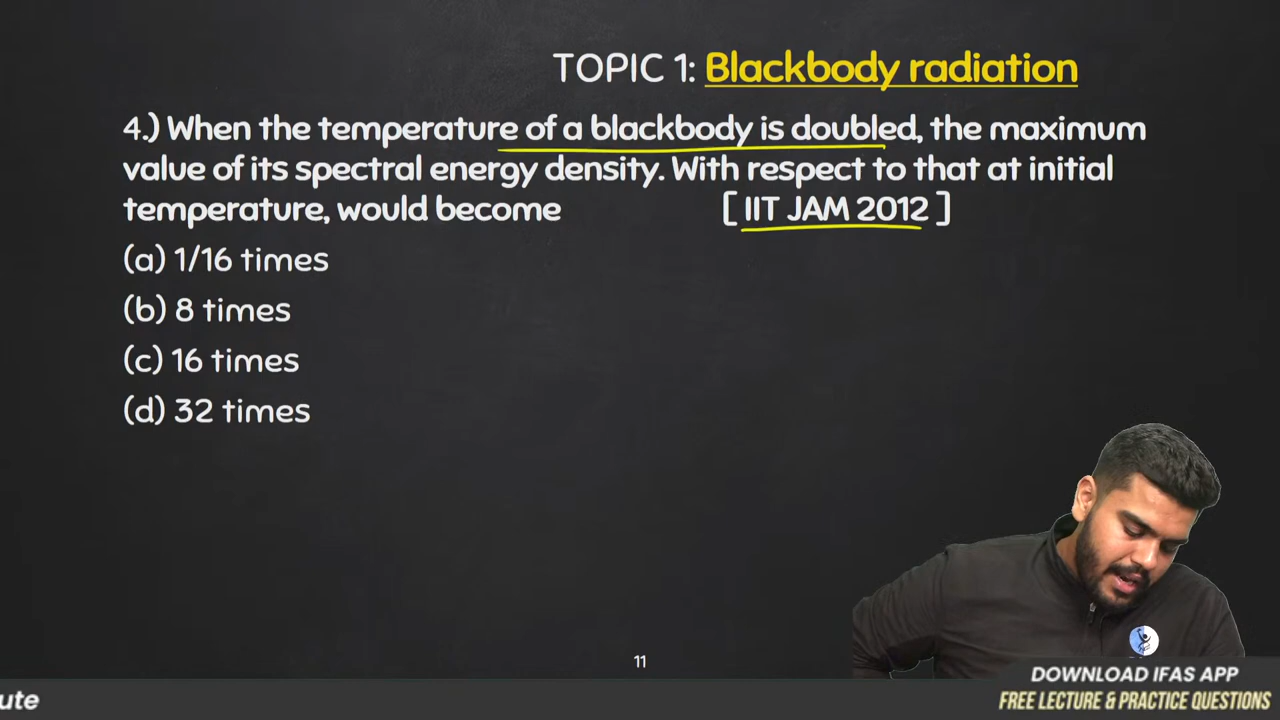 TOPIC 1: Blackbody radiation
4.) When the temperature of a blackbody is doubled, the maximum
value of its spectral energy density. With respect to that at initial
temperature, would become [ IIT JAM 2012 ]
(a) 1/16 times
(b) 8 times
(c) 16 times
(d) 32 times
11
DOWNLOAD IFAS APP
ute
FREE LECTURE & PRACTICE QUESTIONS